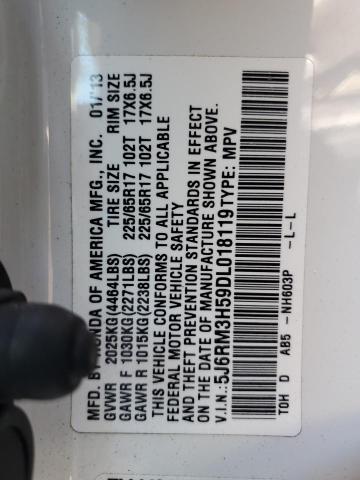 MFD. BY HONDA OF AMERICA MFG., INC. 01/13
GVWR 2025KG(4464LBS) TIRE SIZE RIM SIZE
GAWR F 1030KG(2271LBS) 225/65R17 102T 17X6.5J
GAWR R 1015KG(2238LBS) 225/65R17 102T 17X6.5J
THIS VEHICLE CONFORMS TO ALL APPLICABLE
FEDERAL MOTOR VEHICLE SAFETY AND THEFT
PREVENTION STANDARDS IN EFFECT
ON THE DATE OF MANUFACTURE SHOWN ABOVE.
V.I.N.: 5J6RM3H59DL018119 TYPE: MPV
TOH D AB5 -NH603P -L-L